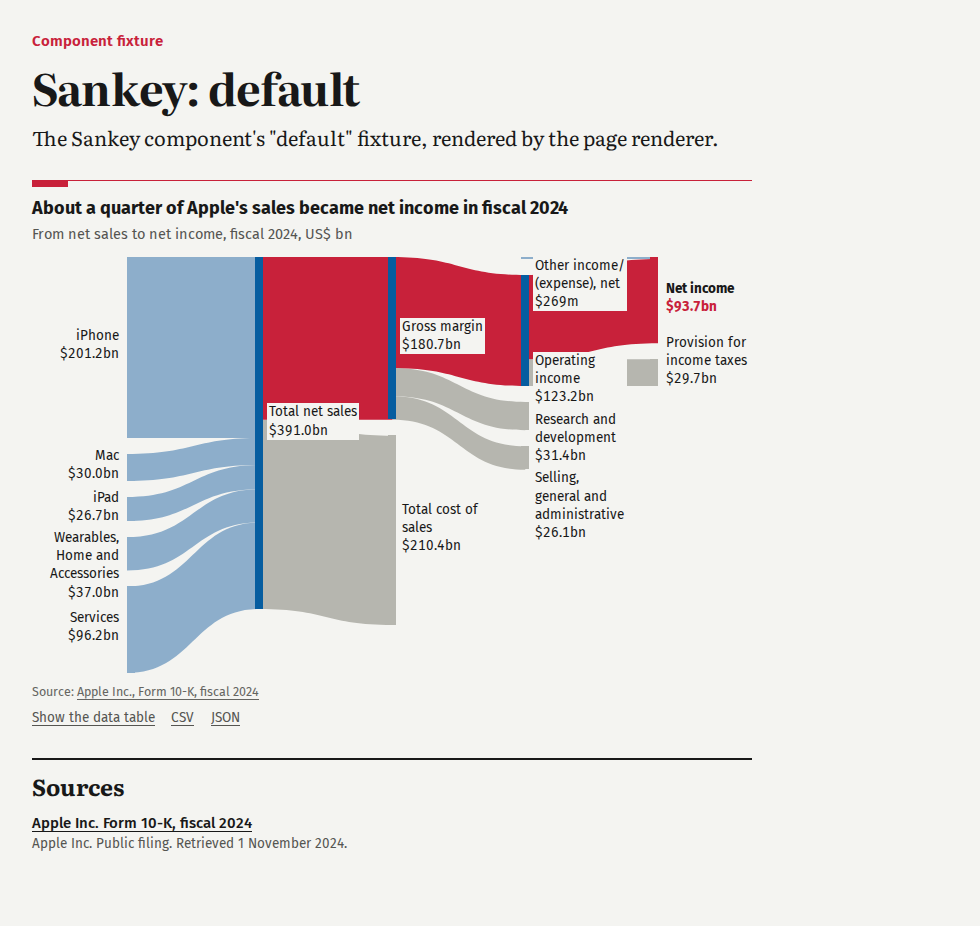 Component fixture
Sankey: default
The Sankey component's "default" fixture, rendered by the page renderer.
About a quarter of Apple's sales became net income in fiscal 2024
From net sales to net income, fiscal 2024, US$ bn
iPhone
$201.2bn
Mac
$30.0bn
iPad
$26.7bn
Wearables,
Home and
Accessories
$37.0bn
Services
$96.2bn
Total net sales
$391.0bn
Gross margin
$180.7bn
Total cost of
sales
$210.4bn
Other income/
(expense), net
$269m
Operating
income
$123.2bn
Research and
development
$31.4bn
Selling,
general and
administrative
$26.1bn
Net income
$93.7bn
Provision for
income taxes
$29.7bn
Source: Apple Inc., Form 10-K, fiscal 2024
Show the data table CSV JSON
Sources
Apple Inc. Form 10-K, fiscal 2024
Apple Inc. Public filing. Retrieved 1 November 2024.